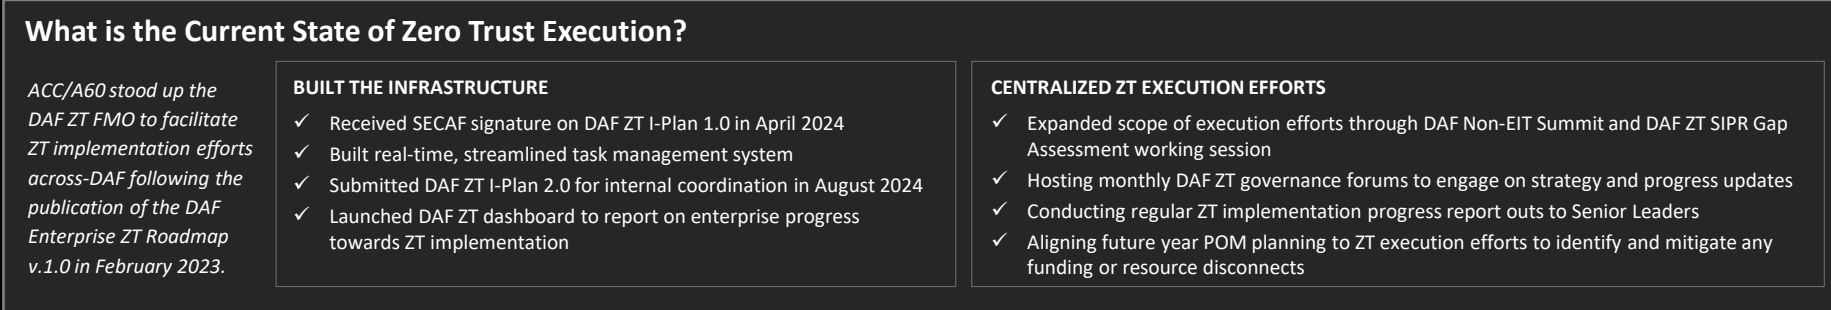 What is the Current State of Zero Trust Execution?
ACC/A60 stood up the
DAF ZT FMO to facilitate
ZT implementation efforts
across-DAF following the
publication of the DAF
Enterprise ZT Roadmap
v.1.0 in February 2023.
BUILT THE INFRASTRUCTURE
✓ Received SECAF signature on DAF ZT I-Plan 1.0 in April 2024
✓ Built real-time, streamlined task management system
✓ Submitted DAF ZT I-Plan 2.0 for internal coordination in August 2024
✓ Launched DAF ZT dashboard to report on enterprise progress
towards ZT implementation
CENTRALIZED ZT EXECUTION EFFORTS
✓ Expanded scope of execution efforts through DAF Non-EIT Summit and DAF ZT SIPR Gap
Assessment working session
✓ Hosting monthly DAF ZT governance forums to engage on strategy and progress updates
✓ Conducting regular ZT implementation progress report outs to Senior Leaders
✓ Aligning future year POM planning to ZT execution efforts to identify and mitigate any
funding or resource disconnects